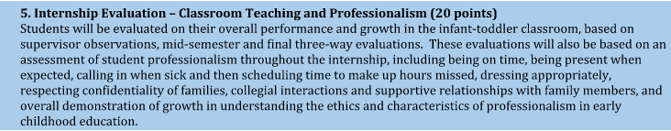 5. Internship Evaluation – Classroom Teaching and Professionalism (20 points)
Students will be evaluated on their overall performance and growth in the infant-toddler classroom, based on
supervisor observations, mid-semester and final three-way evaluations.  These evaluations will also be based on an
assessment of student professionalism throughout the internship, including being on time, being present when
expected, calling in when sick and then scheduling time to make up hours missed, dressing appropriately,
respecting confidentiality of families, collegial interactions and supportive relationships with family members, and
overall demonstration of growth in understanding the ethics and characteristics of professionalism in early
childhood education.